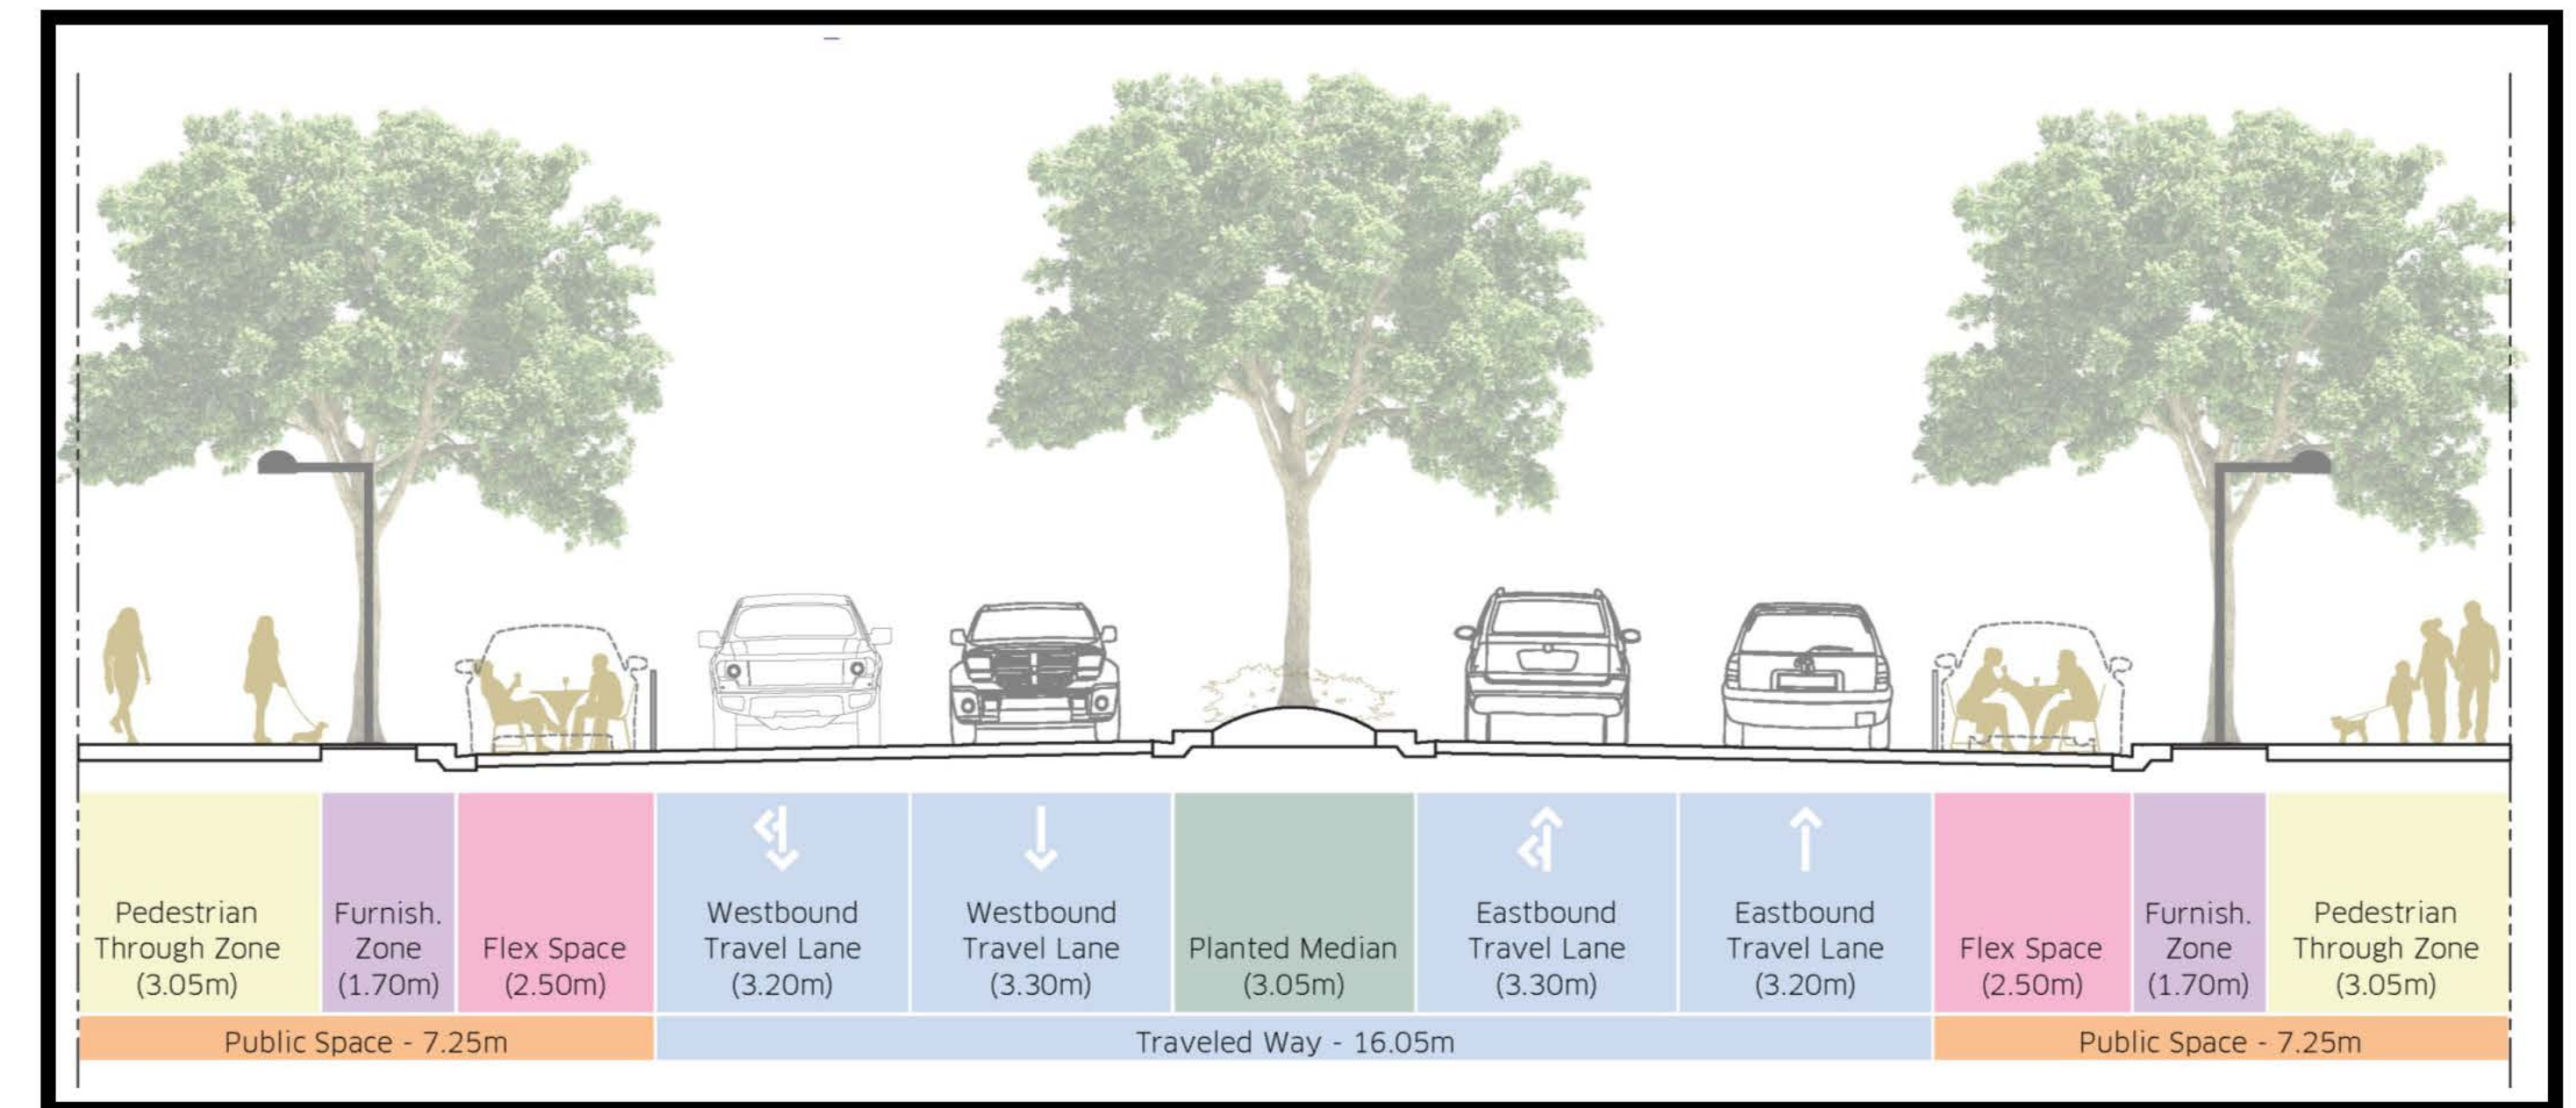 Pedestrian
Through Zone
(3.05m)
Furnish.
Zone
(1.70m)
Flex Space
(2.50m)
Westbound
Travel Lane
(3.20m)
Westbound
Travel Lane
(3.30m)
Planted Median
(3.05m)
Eastbound
Travel Lane
(3.30m)
Eastbound
Travel Lane
(3.20m)
Flex Space
(2.50m)
Furnish.
Zone
(1.70m)
Pedestrian
Through Zone
(3.05m)
Public Space - 7.25m
Traveled Way - 16.05m
Public Space - 7.25m